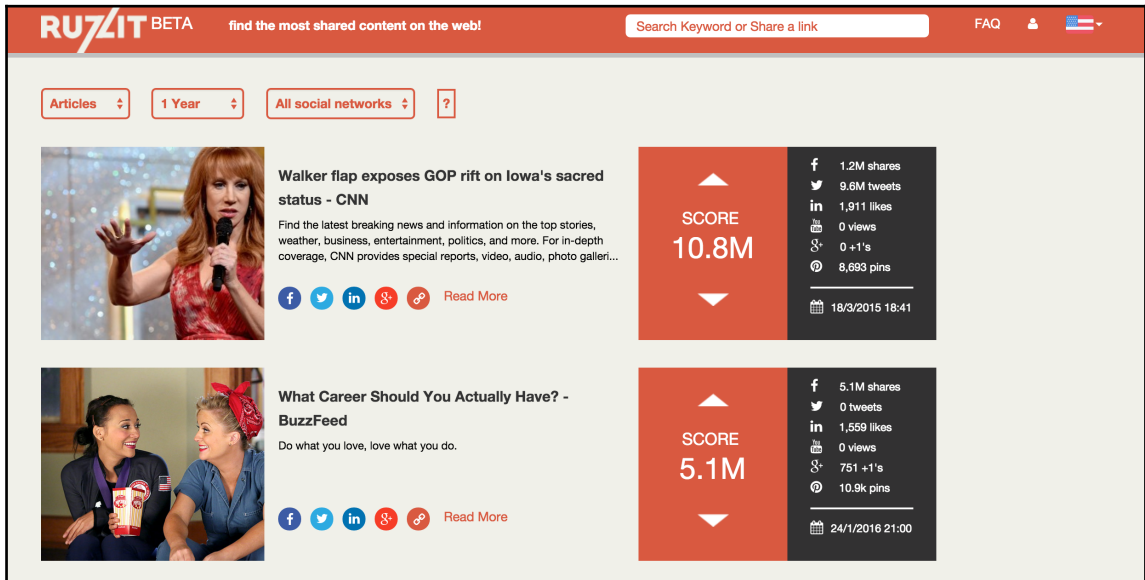 RUZZIT BETA find the most shared content on the web! Search Keyword or Share a link FAQ
Articles 1 Year All social networks ?
Walker flap exposes GOP rift on Iowa's sacred
status - CNN
Find the latest breaking news and information on the top stories,
weather, business, entertainment, politics, and more. For in-depth
coverage, CNN provides special reports, video, audio, photo galleri...
Read More
SCORE
10.8M
1.2M shares
9.6M tweets
1,911 likes
0 views
0 +1's
8,693 pins
18/3/2015 18:41
What Career Should You Actually Have? -
BuzzFeed
Do what you love, love what you do.
Read More
SCORE
5.1M
5.1M shares
0 tweets
1,559 likes
0 views
751 +1's
10.9k pins
24/1/2016 21:00